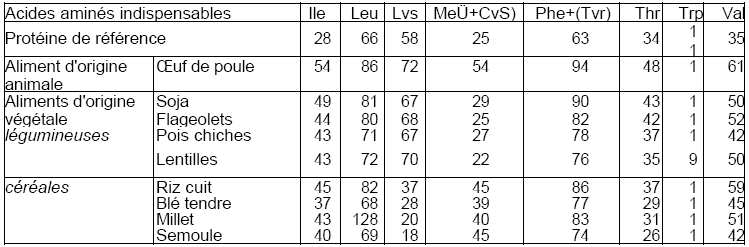 Acides aminés indispensables Ile Leu Lvs MeÜ+CvS) Phe+(Tvr) Thr Trp Val
Protéine de référence 28 66 58 25 63 34 1 35
1
Aliment d'origine Œuf de poule 54 86 72 54 94 48 1 61
animale
Aliments d'origine Soja 49 81 67 29 90 43 1 50
végétale Flageolets 44 80 68 25 82 42 1 52
légumineuses Pois chiches 43 71 67 27 78 37 1 42
Lentilles 43 72 70 22 76 35 9 50
céréales Riz cuit 45 82 37 45 86 37 1 59
Blé tendre 37 68 28 39 77 29 1 45
Millet 43 128 20 40 83 31 1 51
Semoule 40 69 18 45 74 26 1 42